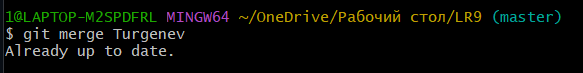 1@LAPTOP-M2SPDFRL MINGW64 ~/OneDrive/Рабочий стол/LR9 (master)
$ git merge Turgenev
Already up to date.